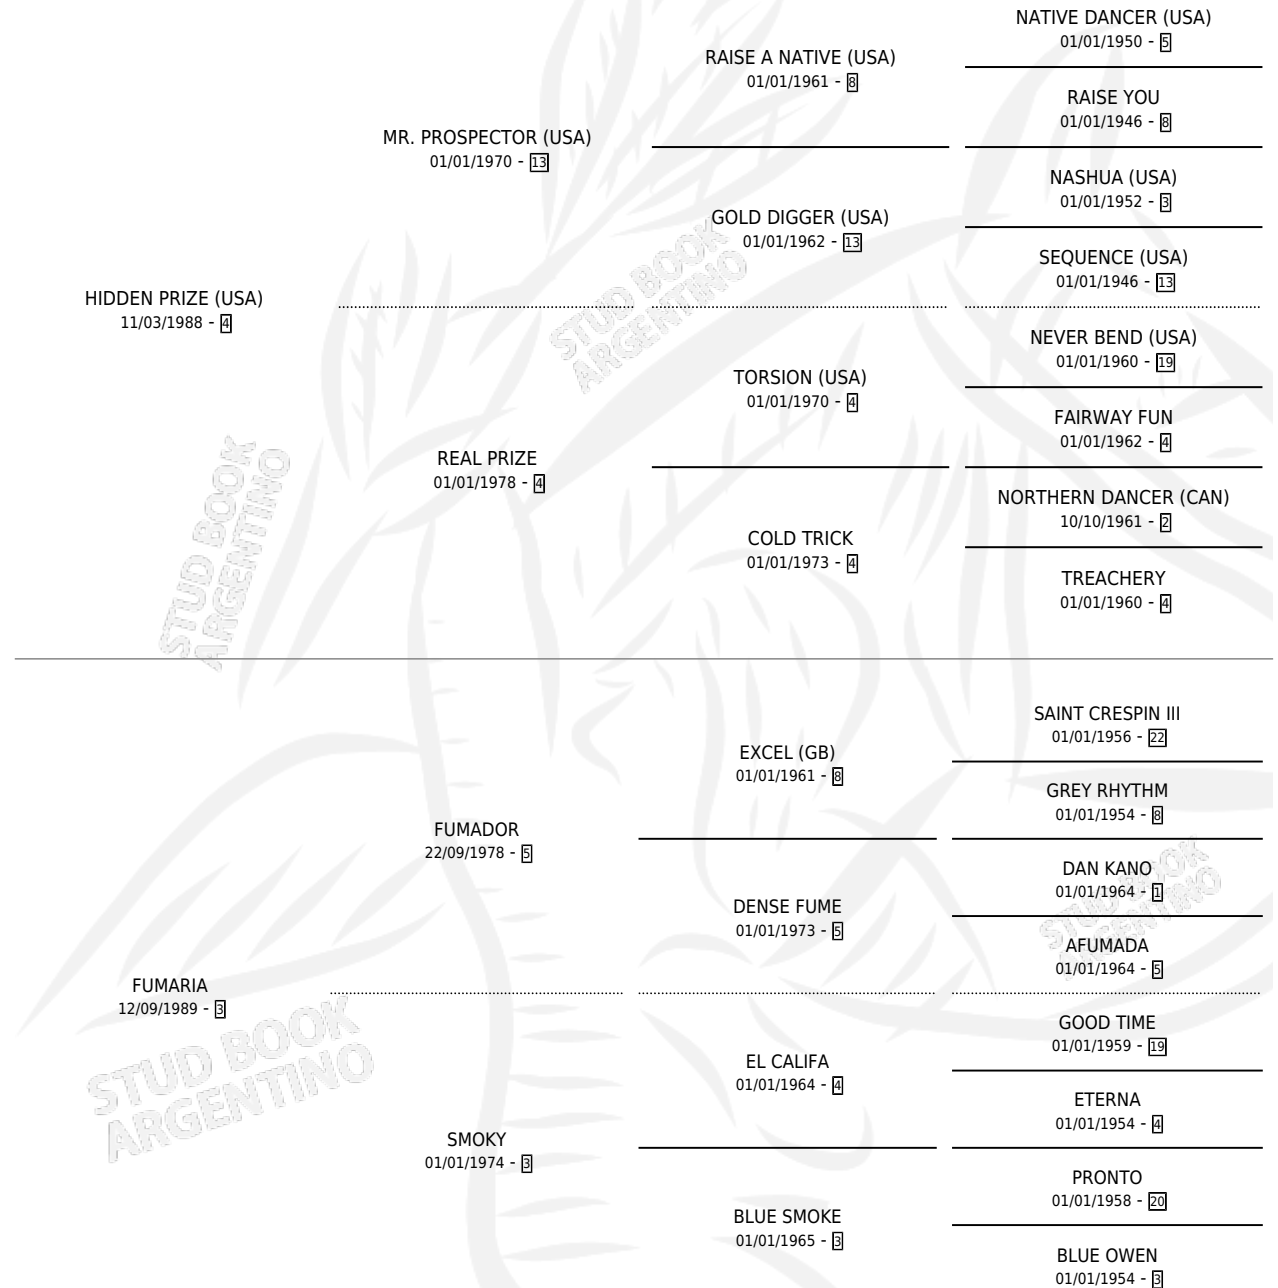 NATIVE DANCER (USA)
01/01/1950 - 5
RAISE A NATIVE (USA)
01/01/1961 - 8
RAISE YOU
01/01/1946 - 8
MR. PROSPECTOR (USA)
01/01/1970 - 13
NASHUA (USA)
01/01/1952 - 3
GOLD DIGGER (USA)
01/01/1962 - 13
SEQUENCE (USA)
01/01/1946 - 13
HIDDEN PRIZE (USA)
11/03/1988 - 4
NEVER BEND (USA)
01/01/1960 - 19
TORSION (USA)
01/01/1970 - 4
FAIRWAY FUN
01/01/1962 - 4
REAL PRIZE
01/01/1978 - 4
NORTHERN DANCER (CAN)
10/10/1961 - 2
COLD TRICK
01/01/1973 - 4
TREACHERY
01/01/1960 - 4
STUD BOOK
ARGENTINO
STUD BOOK
ARGENTINO
SAINT CRESPIN III
01/01/1956 - 22
EXCEL (GB)
01/01/1961 - 8
GREY RHYTHM
01/01/1954 - 8
FUMADOR
22/09/1978 - 5
DAN KANO
01/01/1964 - 1
DENSE FUME
01/01/1973 - 5
AFUMADA
01/01/1964 - 5
FUMARIA
12/09/1989 - 3
GOOD TIME
01/01/1959 - 19
EL CALIFA
01/01/1964 - 4
ETERNA
01/01/1954 - 4
SMOKY
01/01/1974 - 3
PRONTO
01/01/1958 - 20
BLUE SMOKE
01/01/1965 - 3
BLUE OWEN
01/01/1954 - 3
STUD BOOK
ARGENTINO
STUD BOOK
ARGENTINO